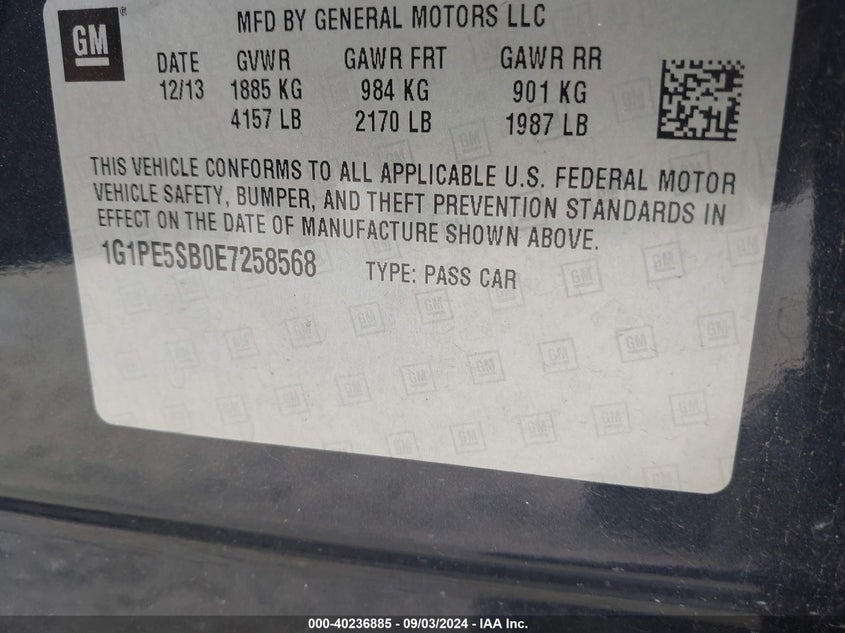 GM
MFD BY GENERAL MOTORS LLC
DATE GVWR GAWR FRT GAWR RR
12/13 1885 KG 984 KG 901 KG
4157 LB 2170 LB 1987 LB
THIS VEHICLE CONFORMS TO ALL APPLICABLE U.S. FEDERAL MOTOR
VEHICLE SAFETY, BUMPER, AND THEFT PREVENTION STANDARDS IN
EFFECT ON THE DATE OF MANUFACTURE SHOWN ABOVE.
1G1PE5SB0E7258568 TYPE: PASS CAR
000-40236885 - 09/03/2024 - IAA Inc.